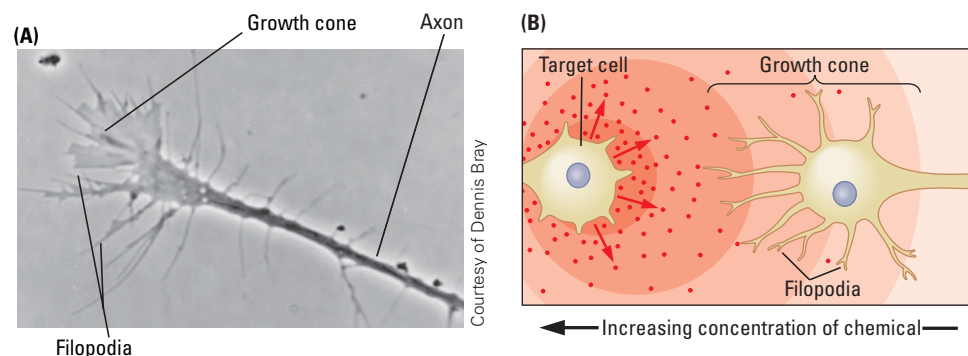 (A)
Growth cone
Axon
Filopodia
Courtesy of Dennis Bray
(B)
Target cell
Growth cone
Filopodia
Increasing concentration of chemical